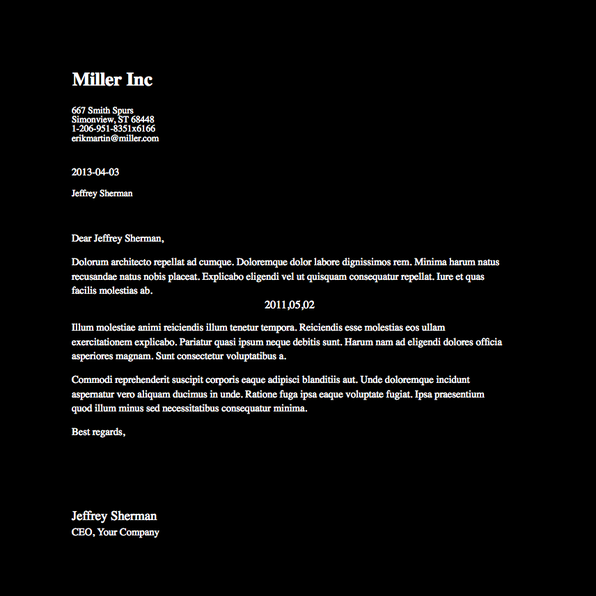 Miller Inc
667 Smith Spurs
Simonview, ST 68448
1-206-951-8351x6166
erikmartin@miller.com
2013-04-03
Jeffrey Sherman
Dear Jeffrey Sherman,
Dolorum architecto repellat ad cumque. Doloremque dolor labore dignissimos rem. Minima harum natus
recusandae natus nobis placeat. Explicabo eligendi vel ut quisquam consequatur repellat. Iure et quas
facilis molestias ab.
2011,05,02
Illum molestiae animi reiciendis illum tenetur tempora. Reiciendis esse molestias eos ullam
exercitationem explicabo. Pariatur quasi ipsum neque debitis sunt. Harum nam ad eligendi dolores officia
asperiores magnam. Sunt consectetur voluptatibus a.
Commodi reprehenderit suscipit corporis eaque adipisci blanditiis aut. Unde doloremque incidunt
aspernatur vero aliquam ducimus in unde. Ratione fuga ipsa eaque voluptate fugiat. Ipsa praesentium
quod illum minus sed necessitatibus consequatur minima.
Best regards,
Jeffrey Sherman
CEO, Your Company